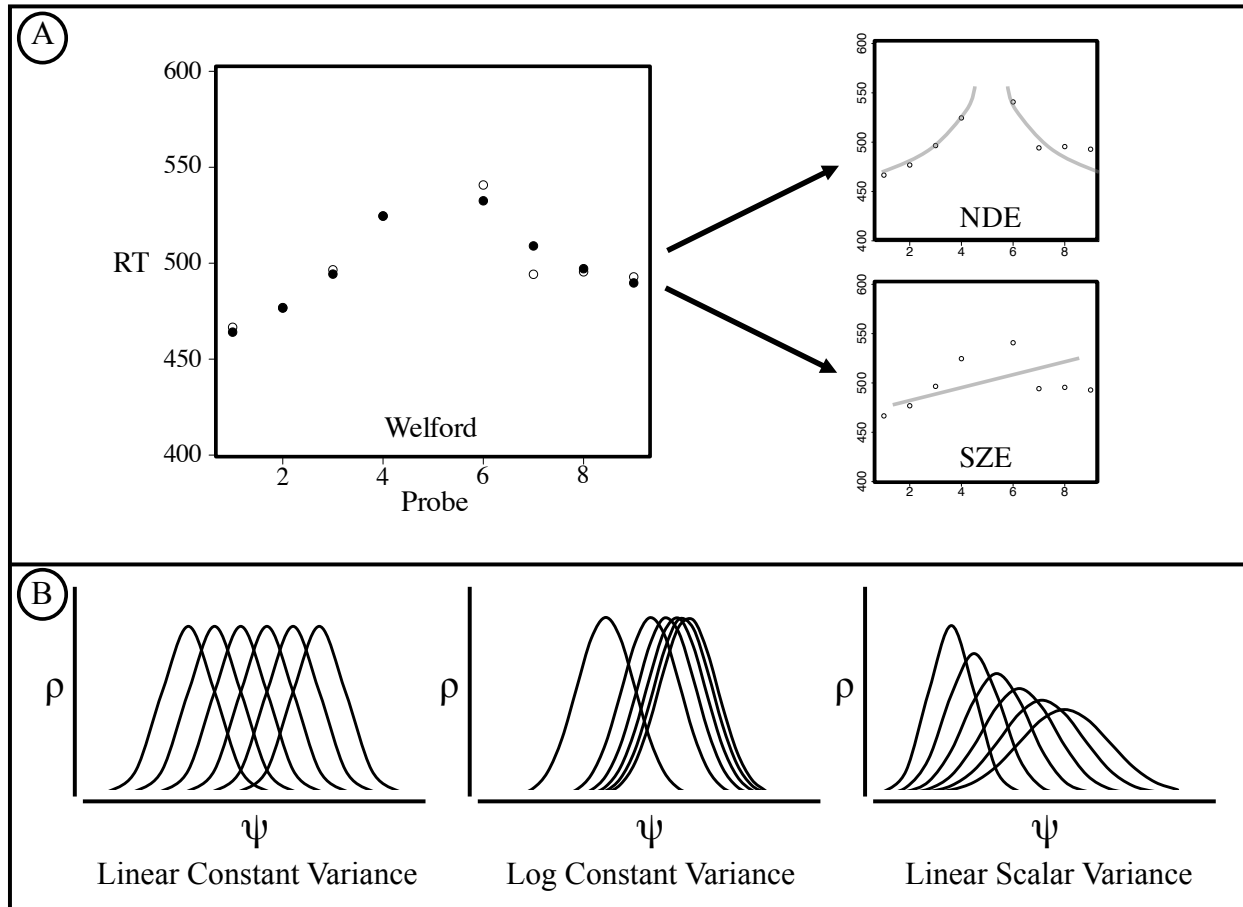 A
600
550
RT
500
450
400
Welford
2 4 6 8
Probe
600
550
500
450
400
NDE
2 4 6 8
600
550
500
450
400
SZE
2 4 6 8
B
ρ
ψ
Linear Constant Variance
ρ
ψ
Log Constant Variance
ρ
ψ
Linear Scalar Variance